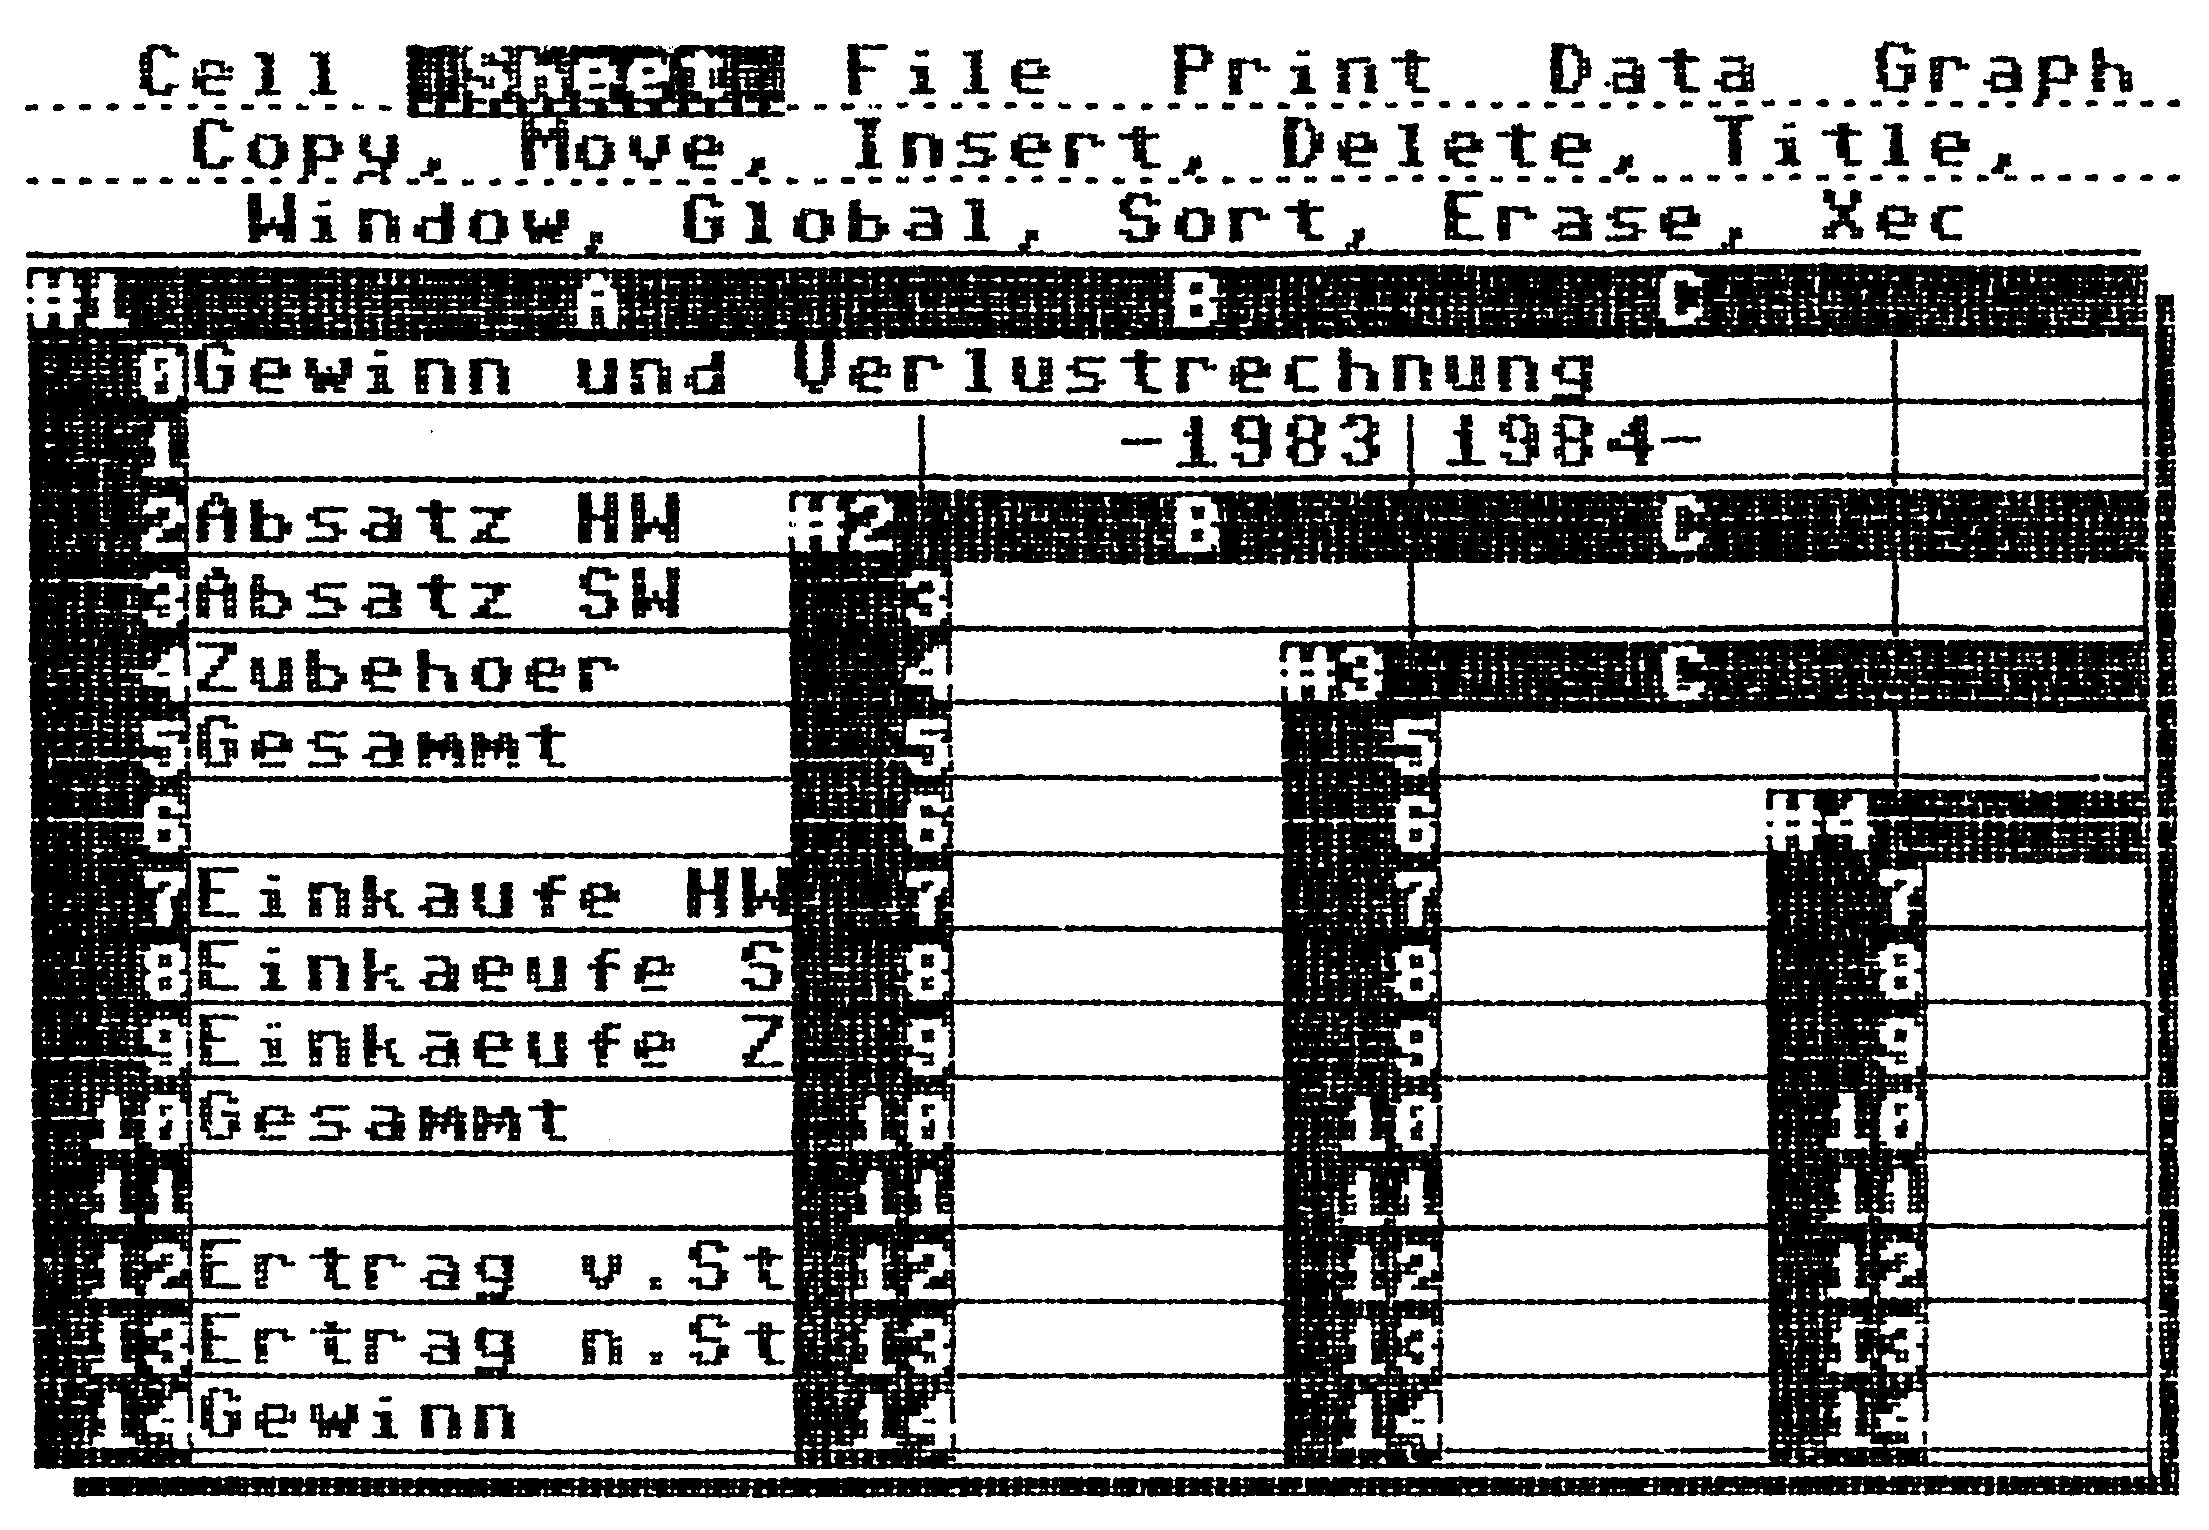 Cell Sheet File Print Data Graph
Copy, Move, Insert, Delete, Title,
Window, Global, Sort, Erase, Xec
#1 A B C
0 Gewinn und Verlustrechnung
1 -1983 1984-
2 Absatz HW #2 B C
3 Absatz SW 3
4 Zubehoer 4 #3 C
5 Gesammt 5 5
6 6 6 #4
7 Einkaufe HW 7 7 7
8 Einkaeufe S 8 8 8
9 Einkaeufe Z 9 9 9
10 Gesammt 10 10 10
11 11 11 11
12 Ertrag v.St 12 12 12
13 Ertrag n.St 13 13 13
14 Gewinn 14 14 14